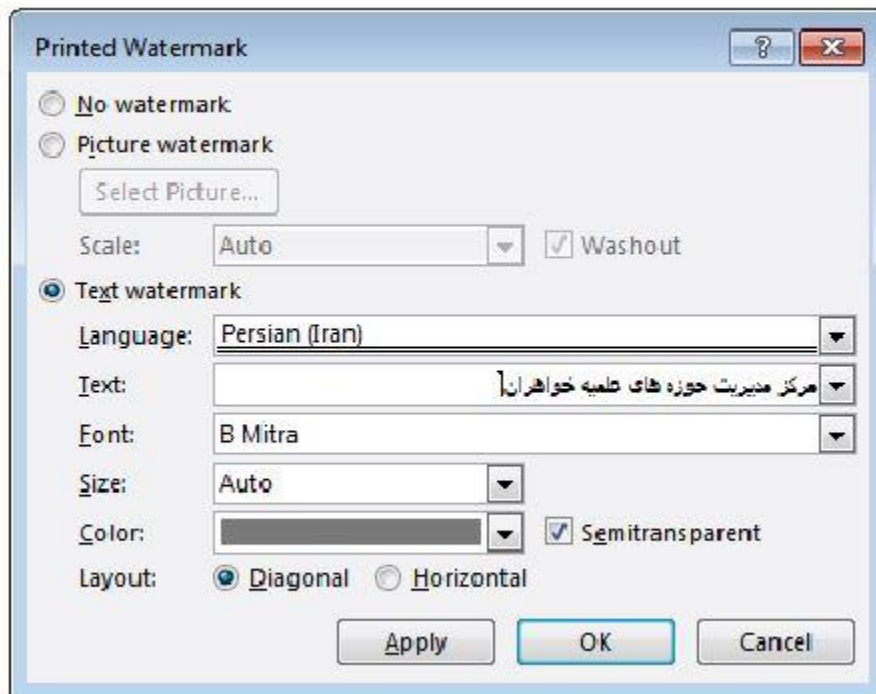 Printed Watermark
No watermark
Picture watermark
Select Picture...
Scale: Auto Washout
Text watermark
Language: Persian (Iran)
Text: مرکز مدیریت حوزه های علمیه خواهران
Font: B Mitra
Size: Auto
Color: Semitransparent
Layout: Diagonal Horizontal
Apply OK Cancel